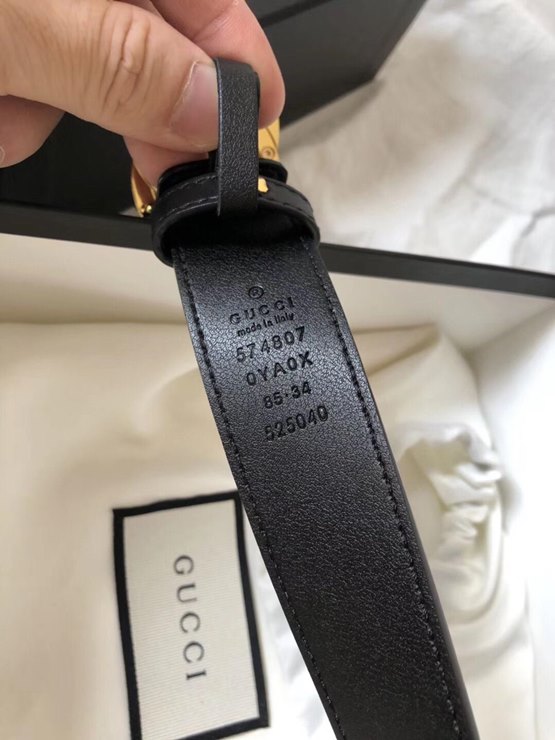 ®
GUCCI
made in italy
574807
0YA0X
85·34
525040
GUCCI